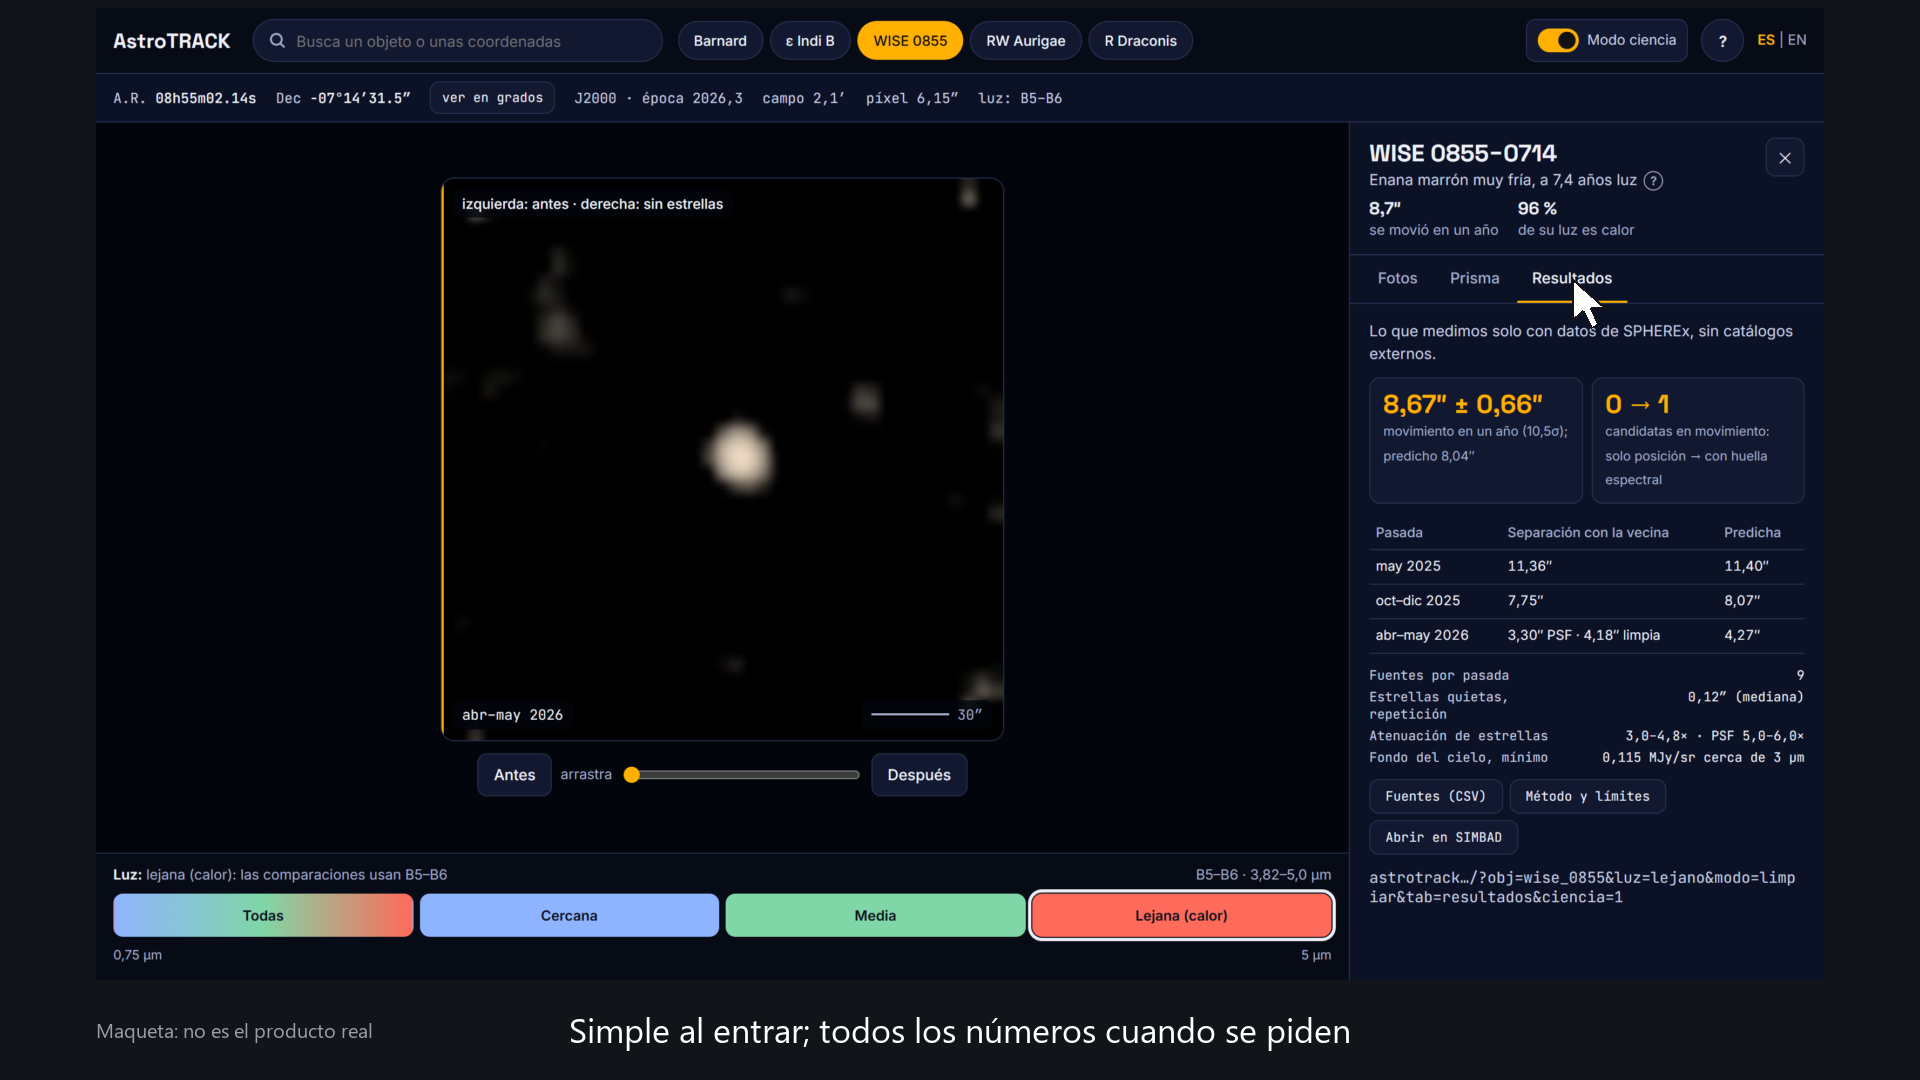 AstroTRACK
Busca un objeto o unas coordenadas
Barnard
ε Indi B
WISE 0855
RW Aurigae
R Draconis
Modo ciencia
?
ES | EN
A.R. 08h55m02.14s
Dec -07°14′31.5″
ver en grados
J2000 · época 2026,3
campo 2,1′
píxel 6,15″
luz: B5–B6
izquierda: antes · derecha: sin estrellas
abr–may 2026
30″
Antes
arrastra
Después
Luz: lejana (calor): las comparaciones usan B5–B6
B5–B6 · 3,82–5,0 µm
Todas
Cercana
Media
Lejana (calor)
0,75 µm
5 µm
WISE 0855−0714
×
Enana marrón muy fría, a 7,4 años luz ?
8,7″
se movió en un año
96 %
de su luz es calor
Fotos
Prisma
Resultados
Lo que medimos solo con datos de SPHEREx, sin catálogos
externos.
8,67″ ± 0,66″
movimiento en un año (10,5σ);
predicho 8,04″
0 → 1
candidatas en movimiento:
solo posición → con huella
espectral
Pasada Separación con la vecina Predicha
may 2025 11,36″ 11,40″
oct–dic 2025 7,75″ 8,07″
abr–may 2026 3,30″ PSF · 4,18″ limpia 4,27″
Fuentes por pasada 9
Estrellas quietas, 0,12″ (mediana)
repetición
Atenuación de estrellas 3,0–4,8× · PSF 5,0–6,0×
Fondo del cielo, mínimo 0,115 MJy/sr cerca de 3 µm
Fuentes (CSV)
Método y límites
Abrir en SIMBAD
astrotrack…/?obj=wise_0855&luz=lejano&modo=limp
iar&tab=resultados&ciencia=1
Maqueta: no es el producto real
Simple al entrar; todos los números cuando se piden